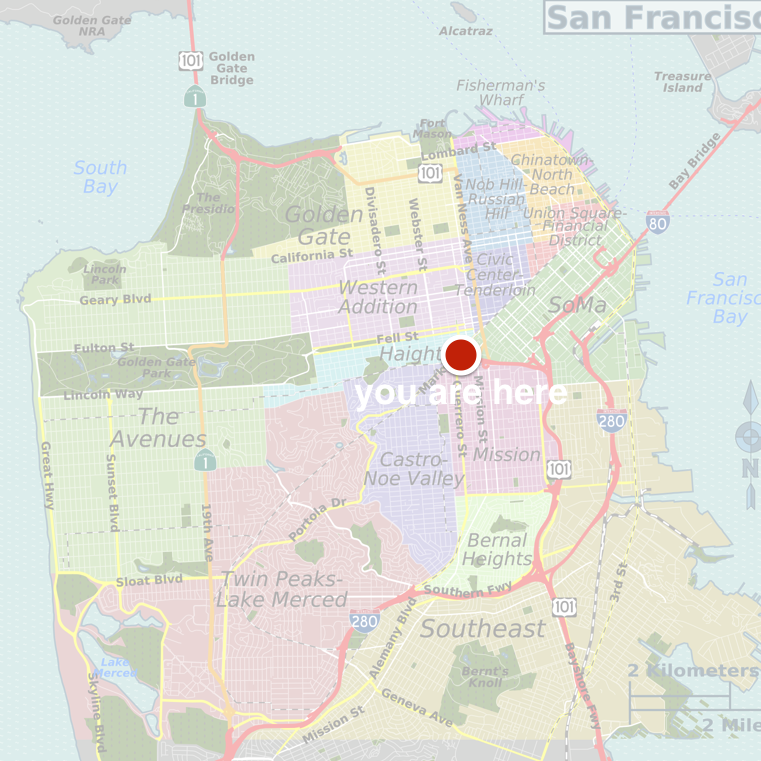 San Francisc
Golden Gate
NRA
Alcatraz
101
Golden
Gate
Bridge
1
Treasure
Island
Fisherman's
Wharf
Fort
Mason
Lombard St
101
Chinatown-
North
Beach
Bay Bridge
South
Bay
The
Presidio
Golden
Gate
Divisadero St
Webster St
Van Ness Ave
Nob Hill-
Russian
Hill
Union Square-
Financial
District
80
California St
Civic
Center-
Tenderloin
Lincoln
Park
Geary Blvd
Western
Addition
SoMa
San
Francisc
Bay
Fulton St
Golden Gate
Park
Fell St
Haight
Lincoln Way
Mark
you are here
The
Avenues
Guerrero St
Mission St
280
Great Hwy
Sunset Blvd
1
19th Ave
Castro-
Noe Valley
Mission
101
N
Portola Dr
Bernal
Heights
Sloat Blvd
Twin Peaks-
Lake Merced
Southern Fwy
3rd St
280
101
Alemany Blvd
Southeast
Lake
Merced
Skyline Blvd
Bernt's
Knoll
Bayshore Fwy
Geneva Ave
Mission St
2 Kilometers
2 Mile